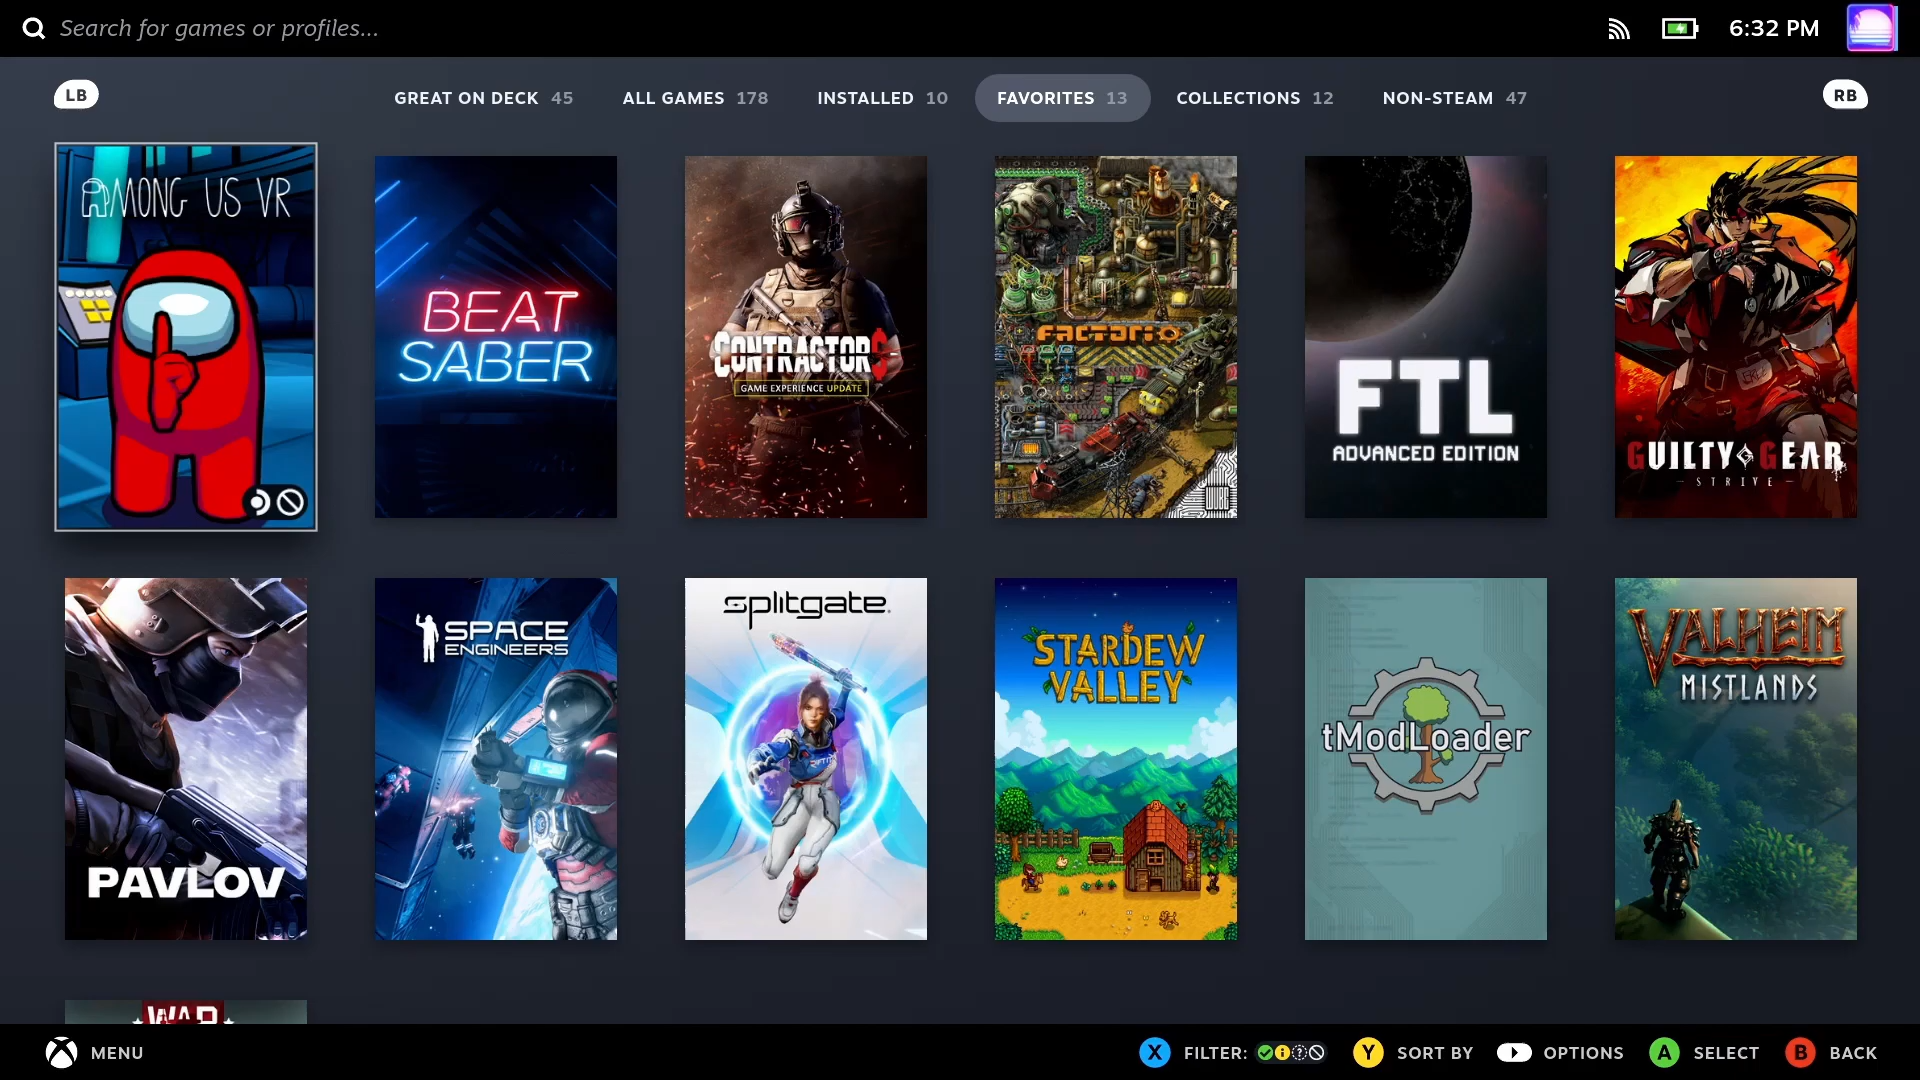 Search for games or profiles...
6:32 PM
LB
GREAT ON DECK 45
ALL GAMES 178
INSTALLED 10
FAVORITES 13
COLLECTIONS 12
NON-STEAM 47
RB
AMONG US VR
BEAT
SABER
CONTRACTOR$
GAME EXPERIENCE UPDATE
FACTORIO
WUBE
FTL
ADVANCED EDITION
GUILTY GEAR
- STRIVE -
PAVLOV
SPACE
ENGINEERS
splitgate
STARDEW
VALLEY
tModLoader
VALHEIM
MISTLANDS
WAR
MENU
X FILTER:
Y SORT BY
OPTIONS
A SELECT
B BACK